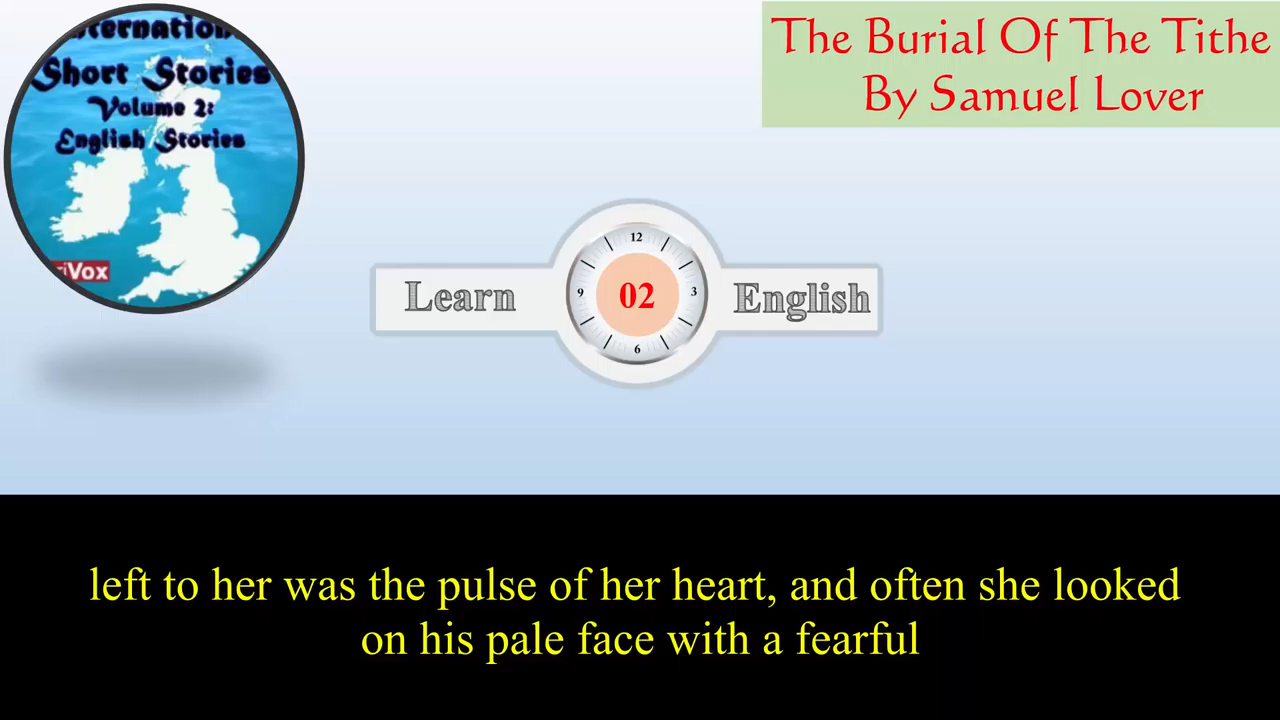 nternation
Short Stories
Volume 2:
English Stories
iVox
The Burial Of The Tithe
By Samuel Lover
Learn
12
9
02
3
6
English
left to her was the pulse of her heart, and often she looked
on his pale face with a fearful